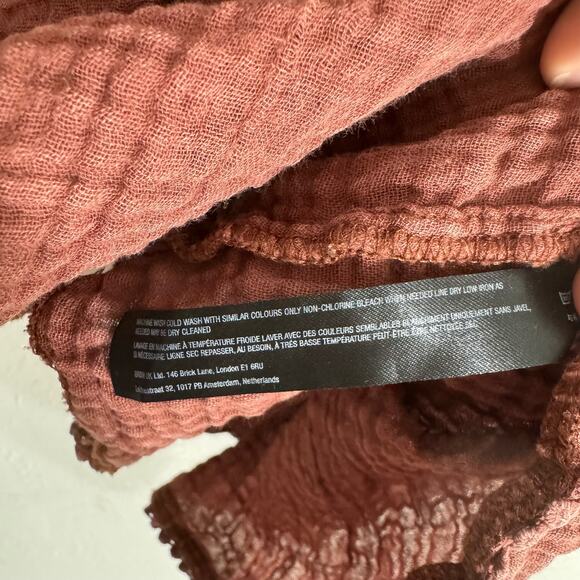 MACHINE WASH COLD WASH WITH SIMILAR COLOURS ONLY NON-CHLORINE BLEACH WHEN NEEDED LINE DRY LOW IRON AS
NEEDED MAY BE DRY CLEANED
LAVAGE EN MACHINE À TEMPÉRATURE FROIDE LAVER AVEC DES COULEURS SEMBLABLES BLANCHIMENT UNIQUEMENT SANS JAVEL,
SI NÉCESSAIRE. LIGNE SEC REPASSER, AU BESOIN, À TRÈS BASSE TEMPÉRATURE PEUT-ÊTRE NETTOYÉ SEC
UK Ltd. 146 Brick Lane, London E1 6RU
32, 1017 PB Amsterdam, Netherlands